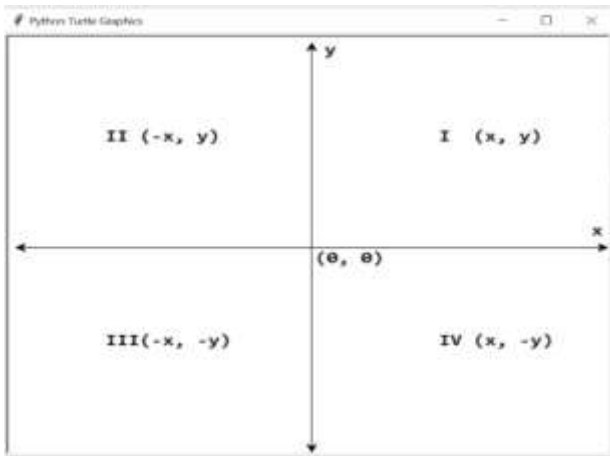 Python Turtle Graphics
y
II (-x, y)
I (x, y)
x
(0, 0)
III(-x, -y)
IV (x, -y)